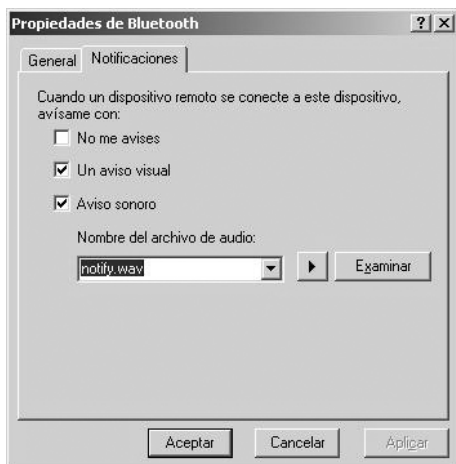 Propiedades de Bluetooth
General Notificaciones
Cuando un dispositivo remoto se conecte a este dispositivo,
avísame con:
No me avises
Un aviso visual
Aviso sonoro
Nombre del archivo de audio:
notify.wav Examinar
Aceptar Cancelar Aplicar